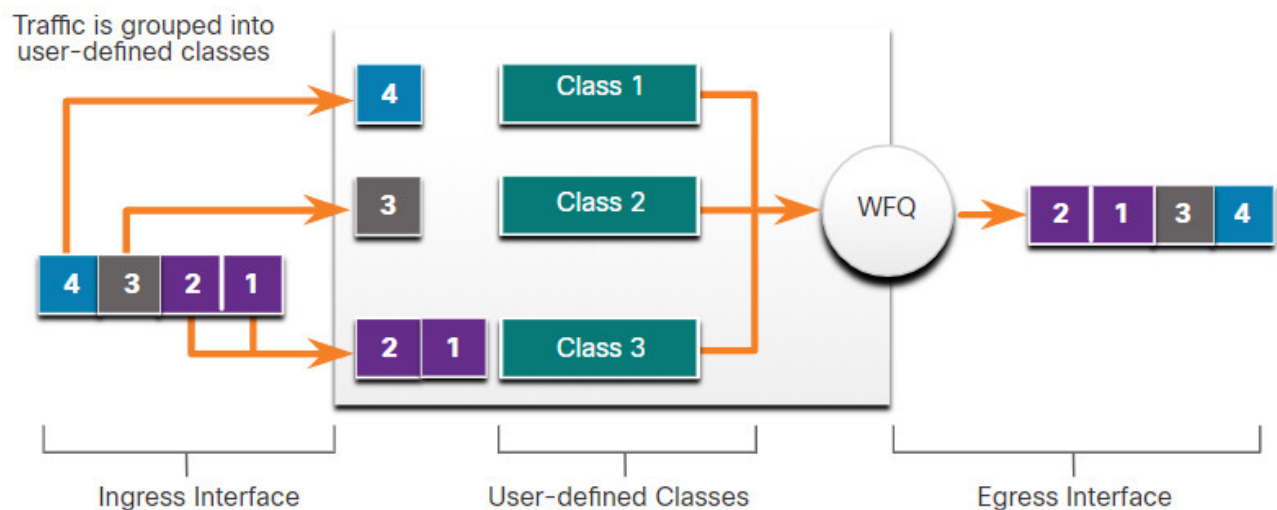 Traffic is grouped into
user-defined classes
4
Class 1
3
Class 2
WFQ
2 1 3 4
4 3 2 1
2 1
Class 3
Ingress Interface
User-defined Classes
Egress Interface